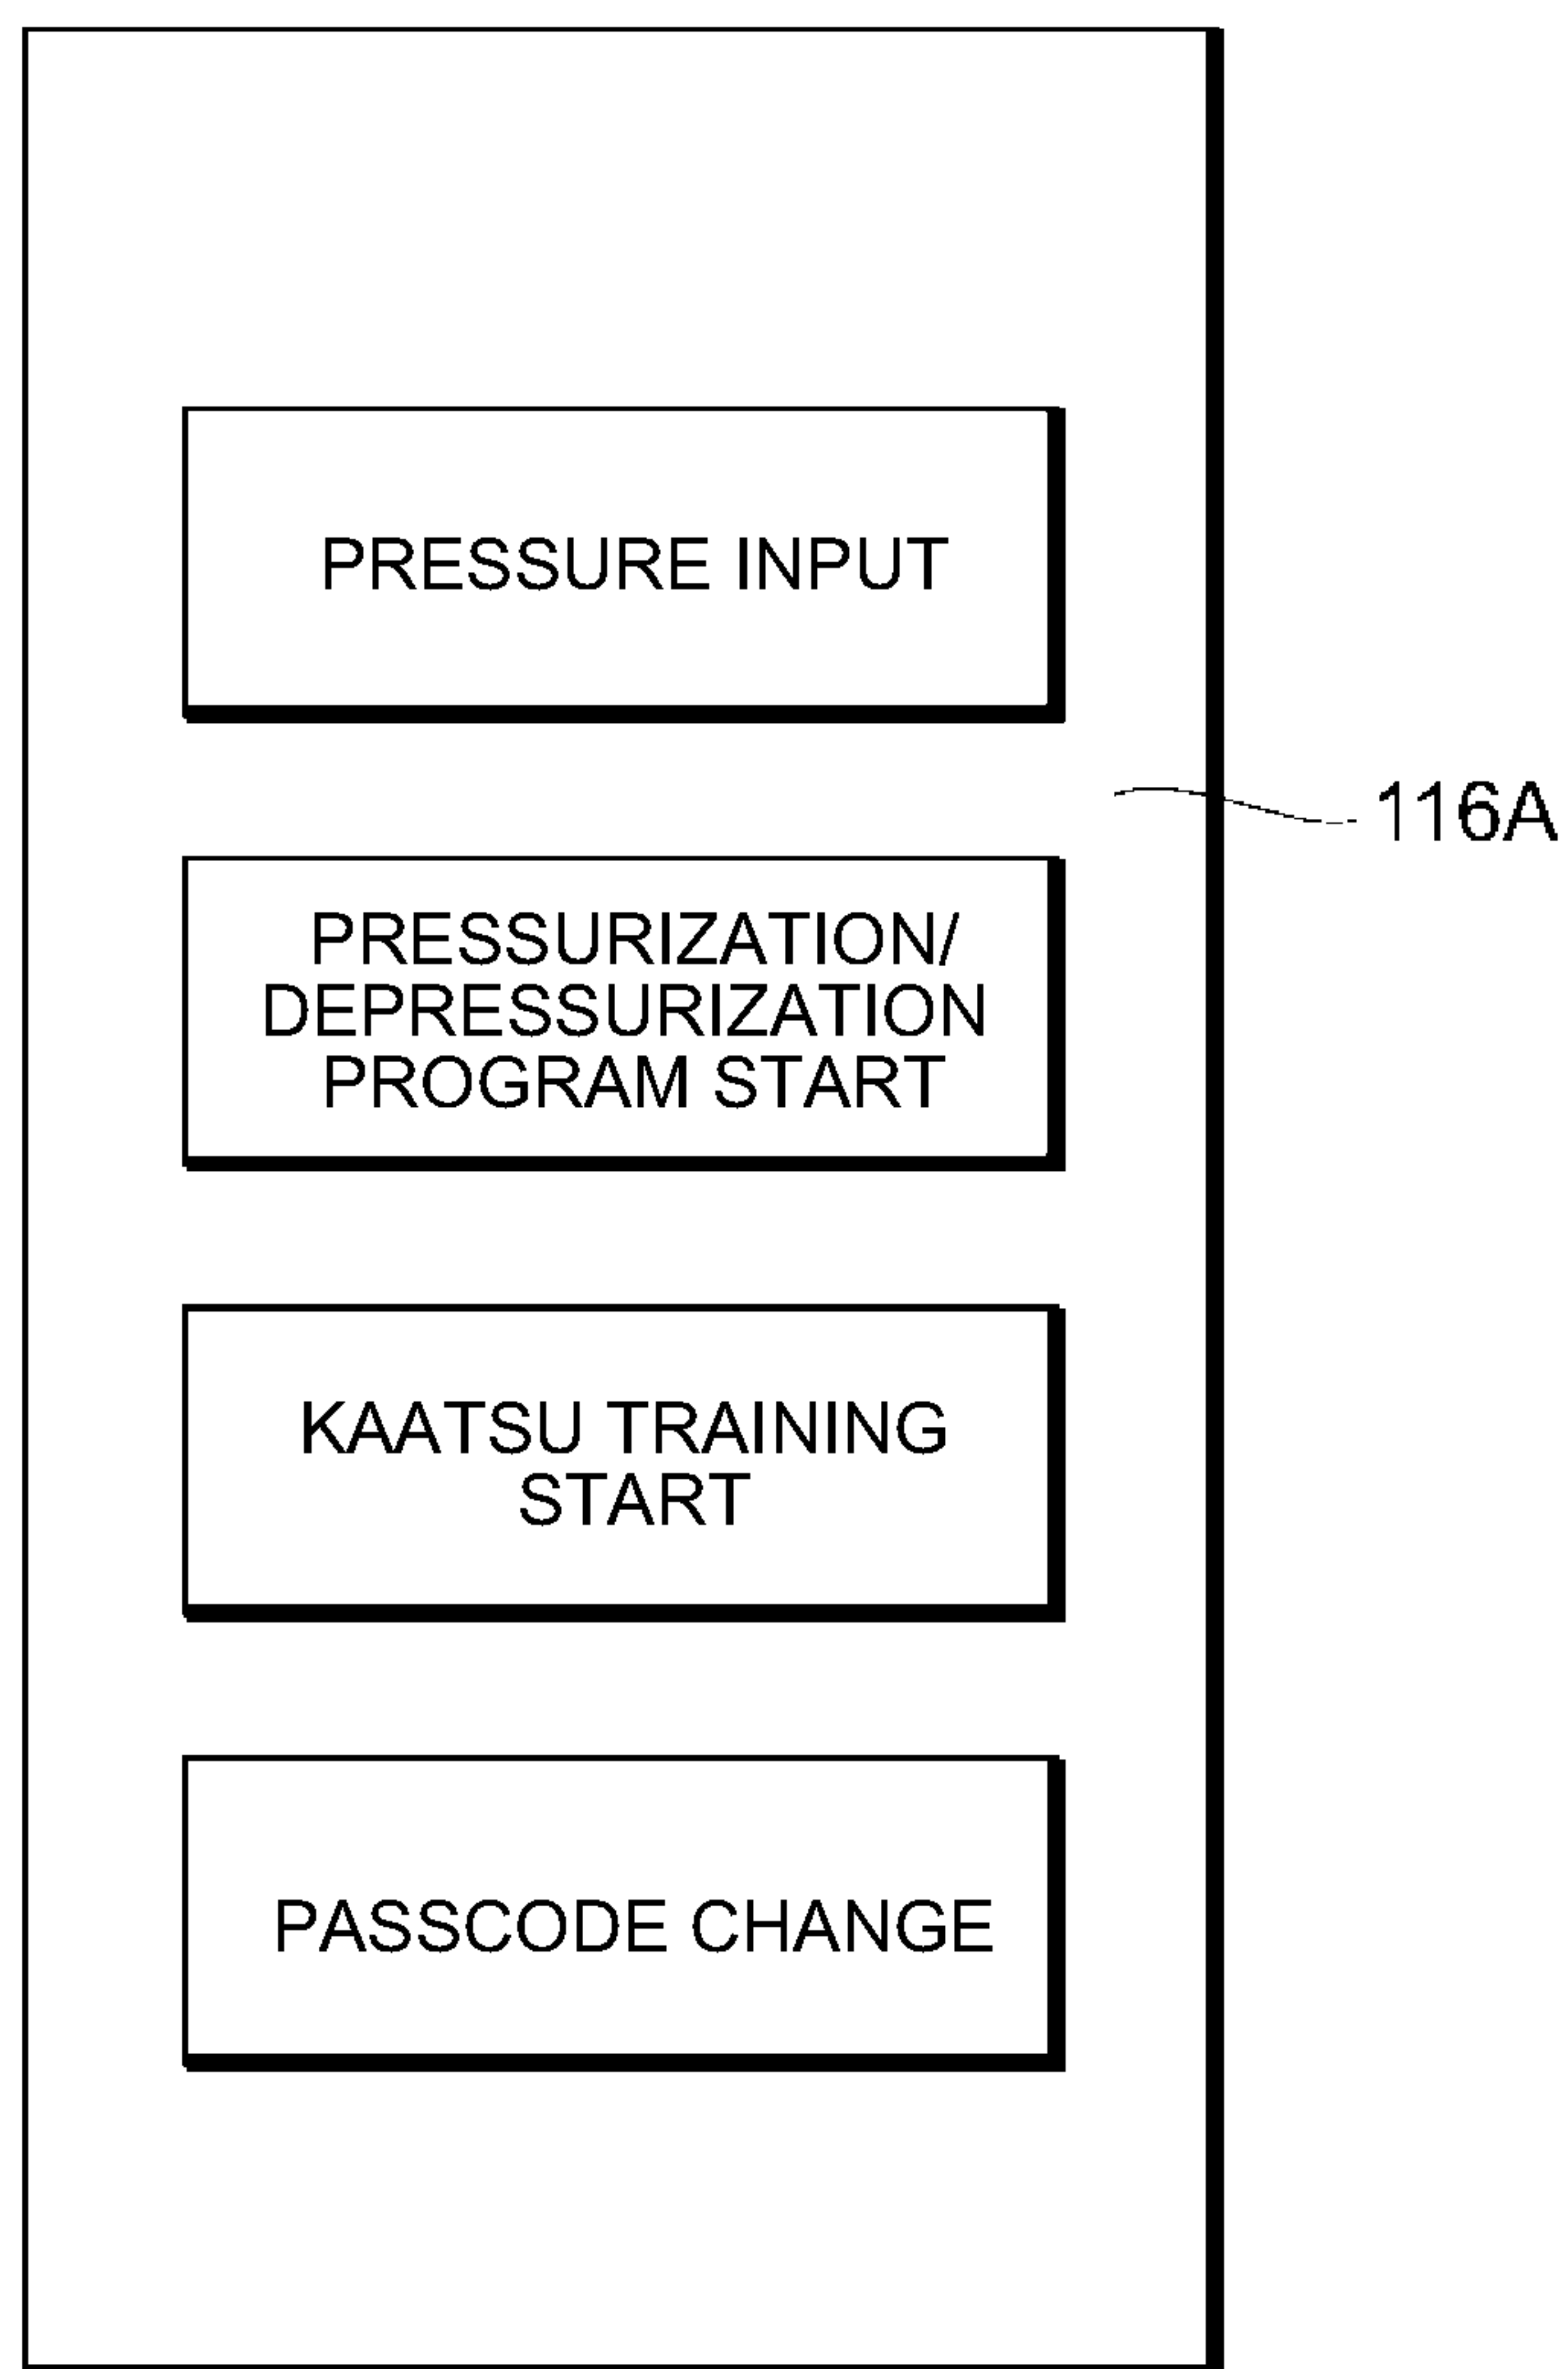 PRESSURE INPUT
116A
PRESSURIZATION/
DEPRESSURIZATION
PROGRAM START
KAATSU TRAINING
START
PASSCODE CHANGE